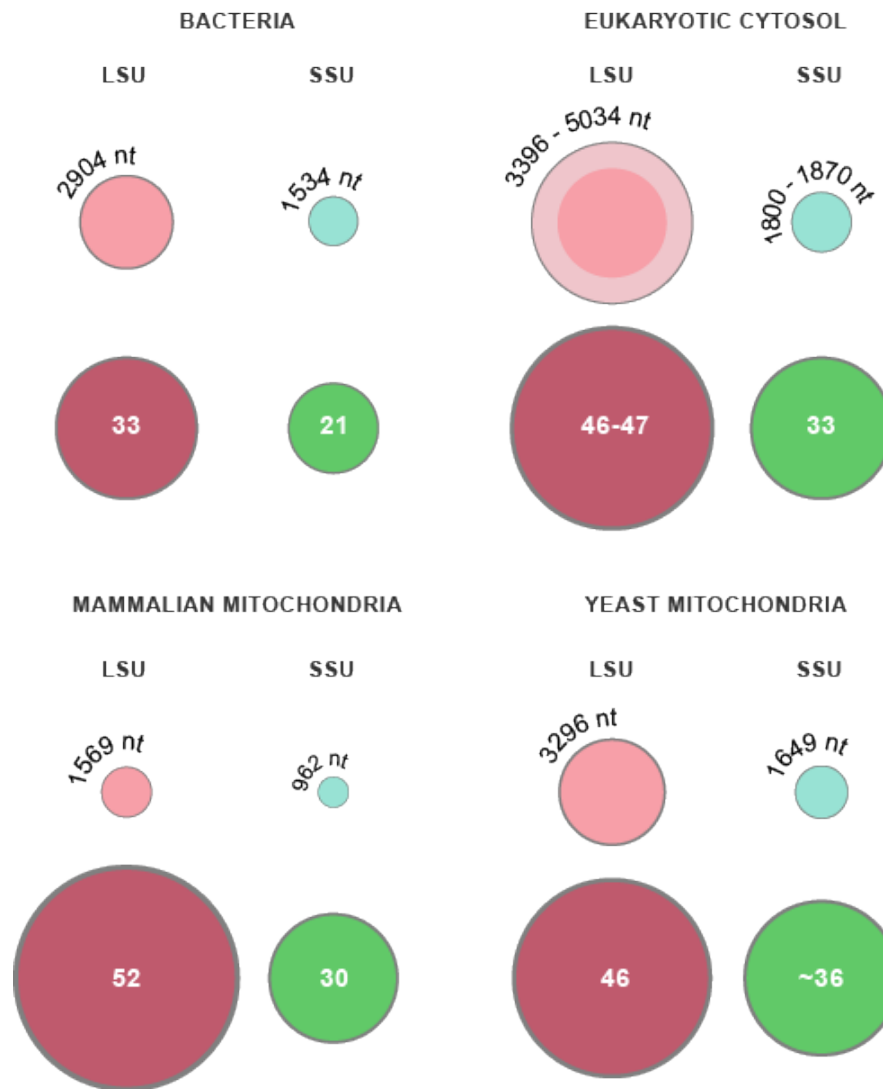 BACTERIA
LSU SSU
2904 nt
1534 nt
33
21
EUKARYOTIC CYTOSOL
LSU SSU
3396 - 5034 nt
1800 - 1870 nt
46-47
33
MAMMALIAN MITOCHONDRIA
LSU SSU
1569 nt
962 nt
52
30
YEAST MITOCHONDRIA
LSU SSU
3296 nt
1649 nt
46
~36